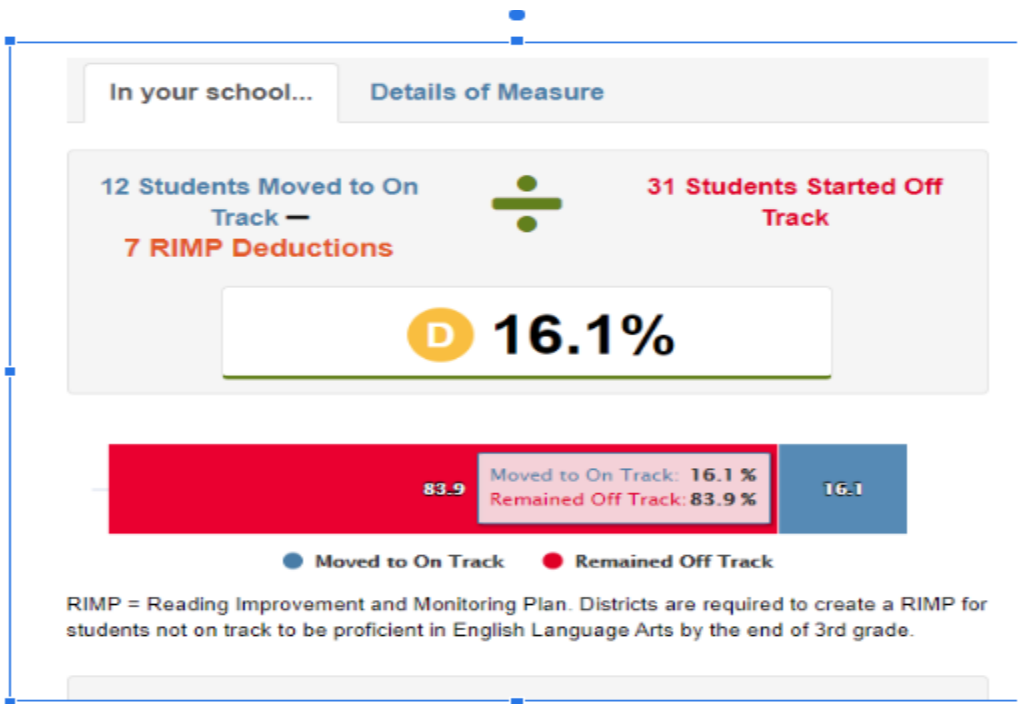 In your school... Details of Measure
12 Students Moved to On
Track —
7 RIMP Deductions
÷
31 Students Started Off
Track
D 16.1%
83.9
Moved to On Track: 16.1 %
Remained Off Track: 83.9 %
16.1
Moved to On Track Remained Off Track
RIMP = Reading Improvement and Monitoring Plan. Districts are required to create a RIMP for
students not on track to be proficient in English Language Arts by the end of 3rd grade.